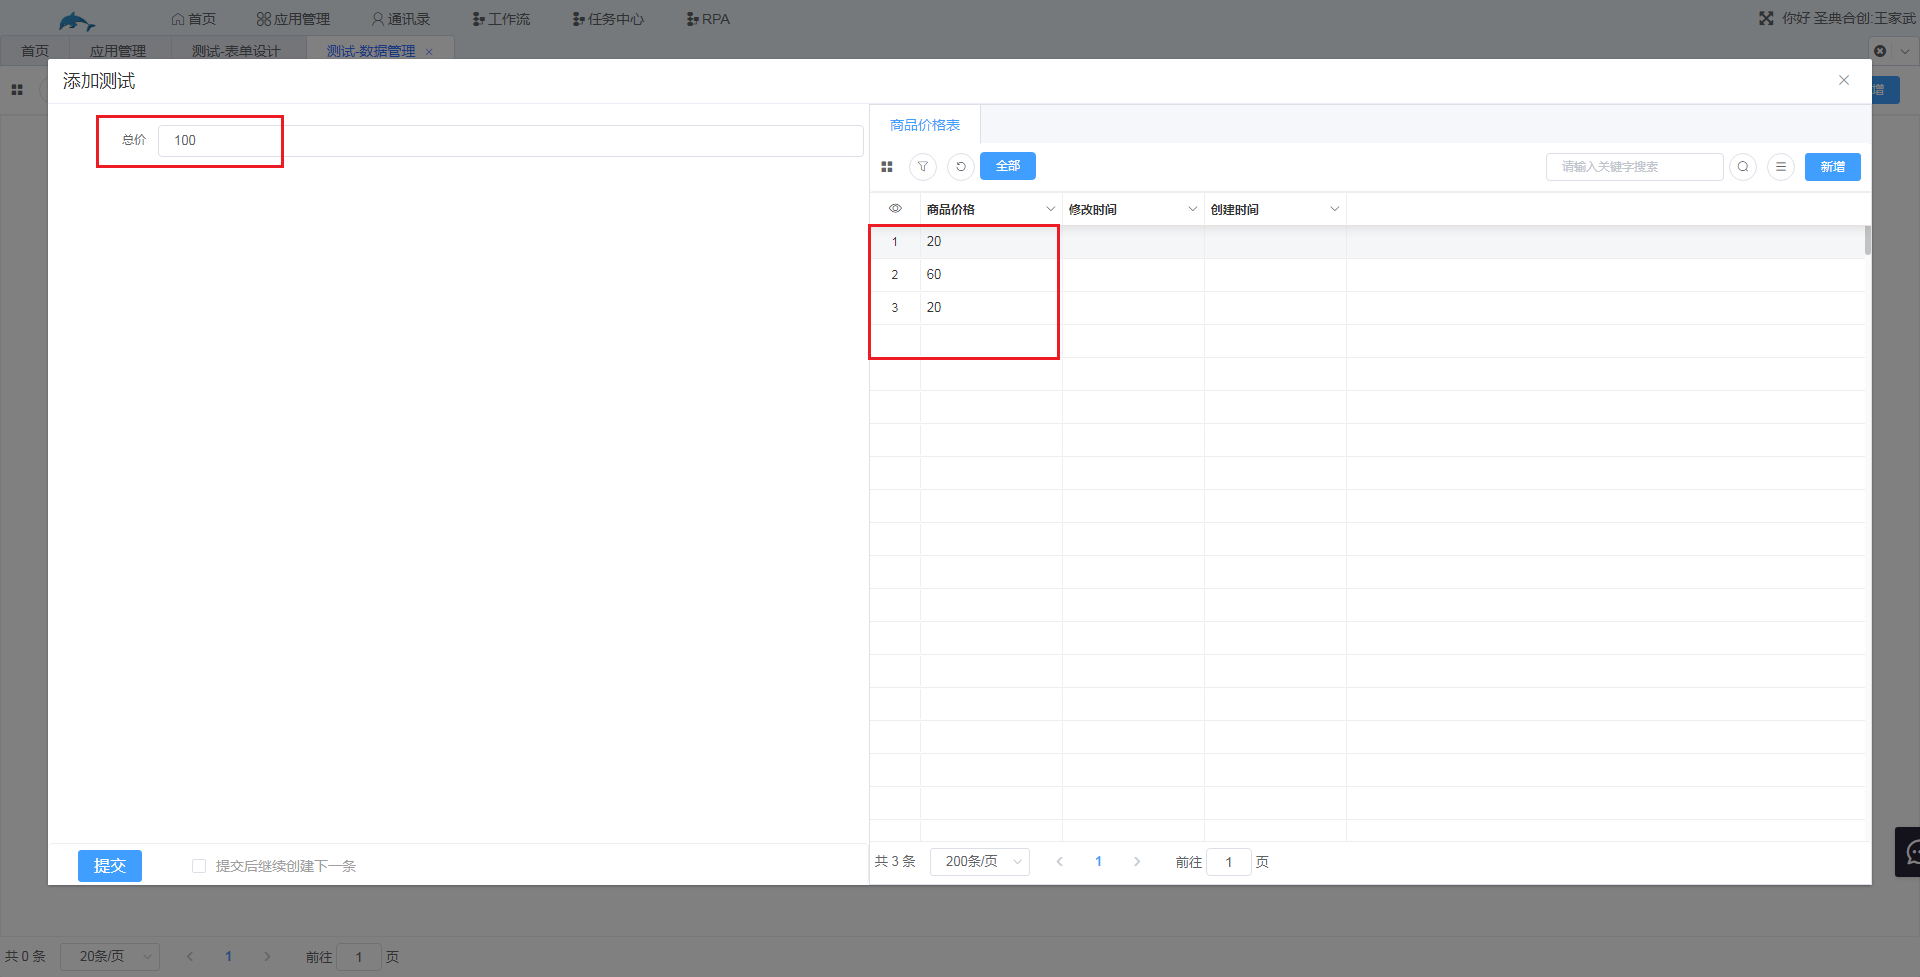 首页 应用管理 通讯录 工作流 任务中心 RPA 你好 圣典合创:王家武
首页 应用管理 测试-表单设计 测试-数据管理
添加测试
增
总价 100
商品价格表
全部 请输入关键字搜索 新增
商品价格 修改时间 创建时间
1 20
2 60
3 20
提交 提交后继续创建下一条
共 3 条 200条/页 1 前往 1 页
共 0 条 20条/页 1 前往 1 页